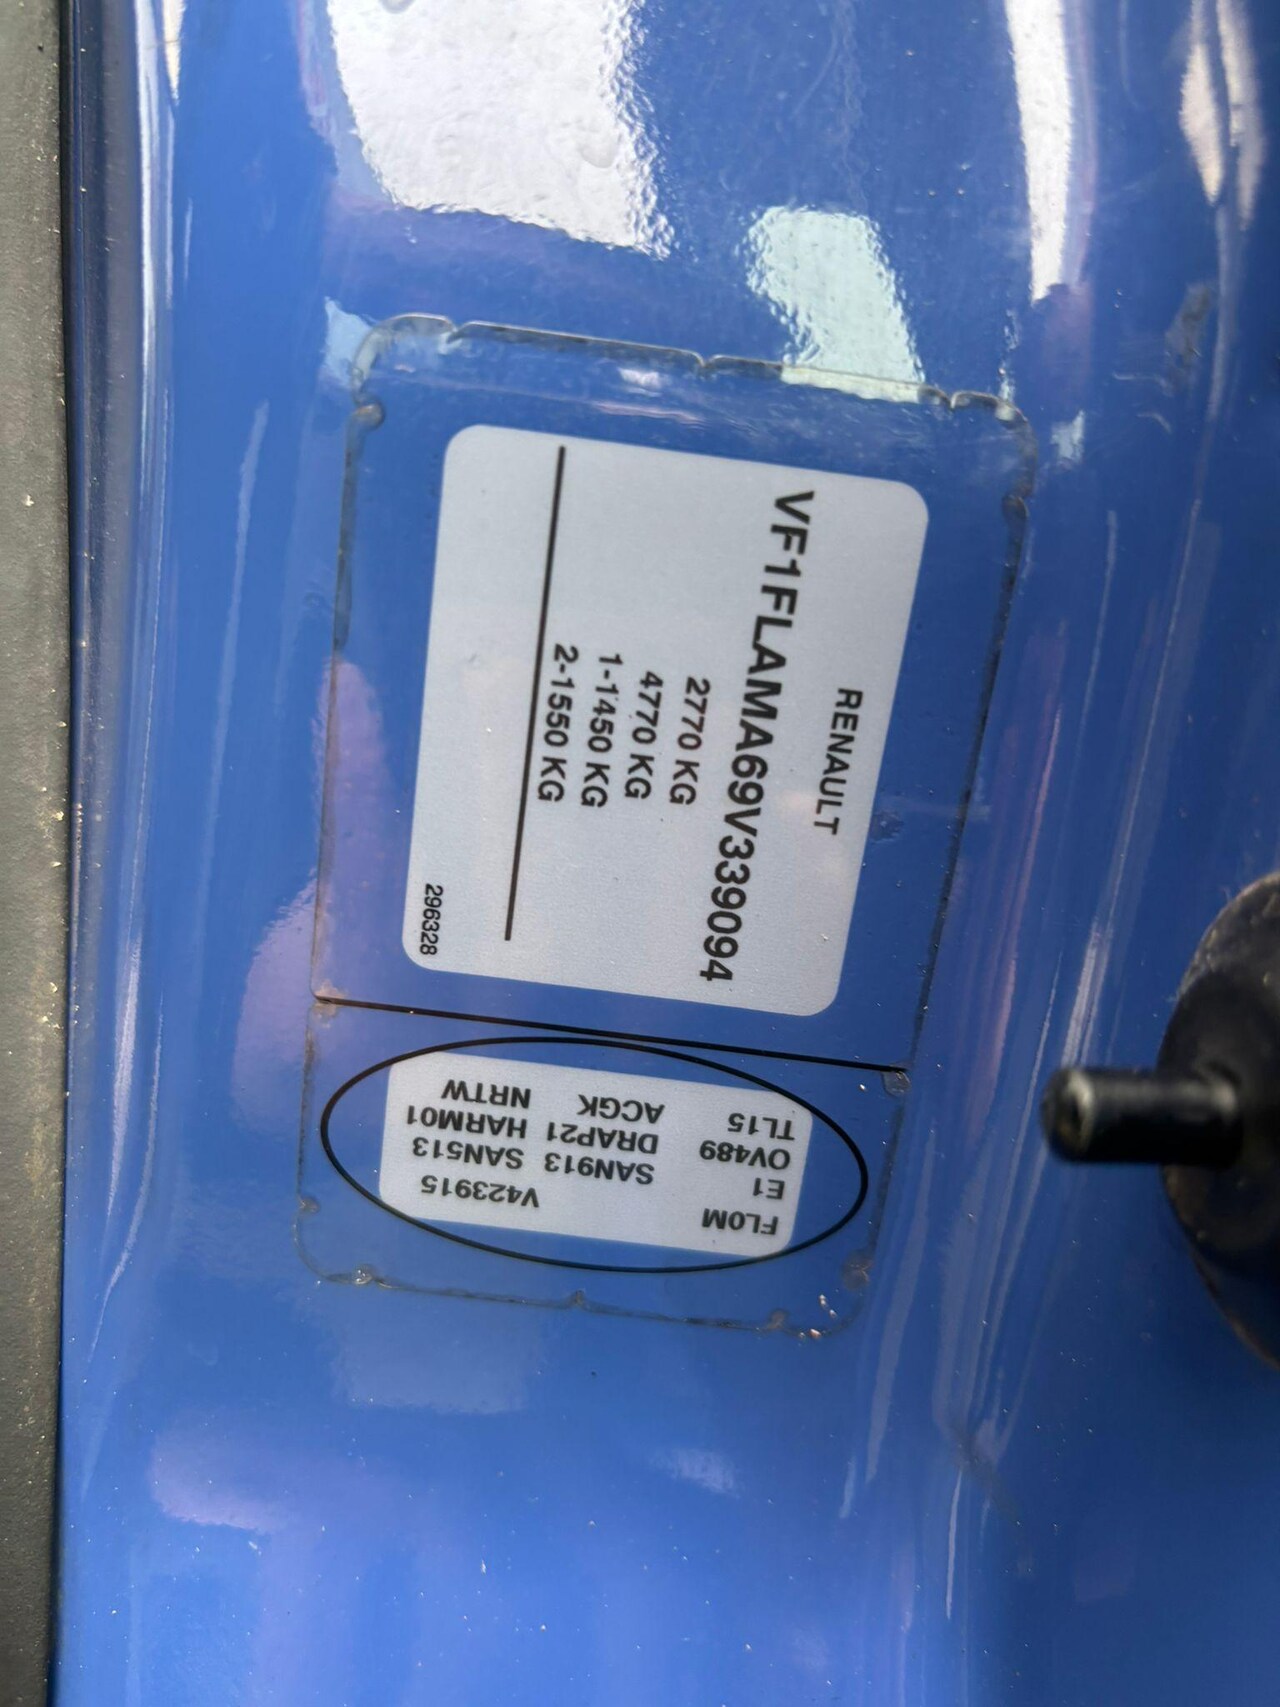 RENAULT
VF1FLAMA69V339094
2770 KG
4770 KG
1-1450 KG
2-1550 KG
296328
FL0M V423915
E1 SAN913 SAN513
OV489 DRAP21 HARM01
TL15 ACGK NRTW